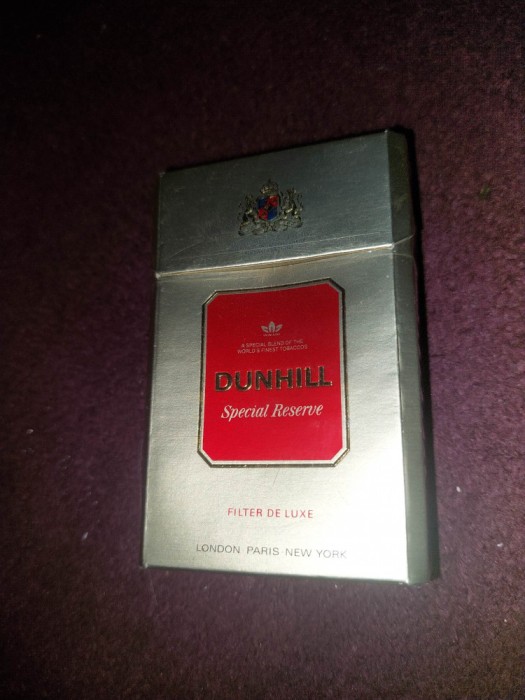 A SPECIAL BLEND OF THE
WORLD'S FINEST TOBACCOS
DUNHILL
Special Reserve
FILTER DE LUXE
LONDON PARIS NEW YORK